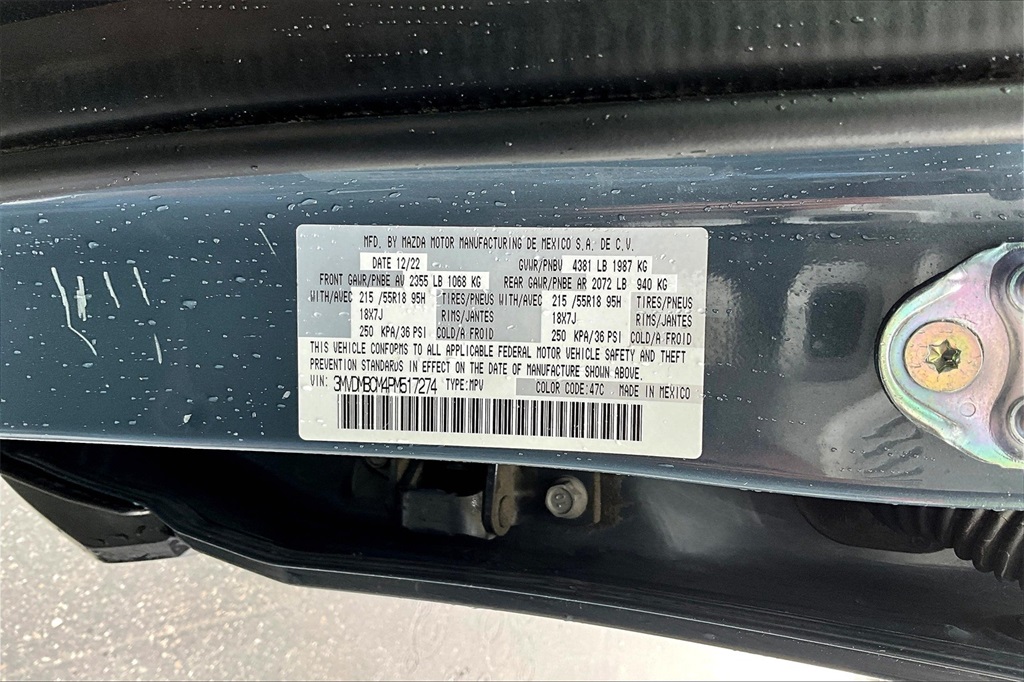 MFD. BY MAZDA MOTOR MANUFACTURING DE MEXICO S.A. DE C.V.
DATE 12/22 GVWR/PNBV 4381 LB 1987 KG
FRONT GAWR/PNBE AV 2355 LB 1068 KG REAR GAWR/PNBE AR 2072 LB 940 KG
WITH/AVEC 215 /55R18 95H TIRES/PNEUS WITH/AVEC 215 /55R18 95H TIRES/PNEUS
18X7J RIMS/JANTES 18X7J RIMS/JANTES
250 KPA/36 PSI COLD/A FROID 250 KPA/36 PSI COLD/A FROID
THIS VEHICLE CONFORMS TO ALL APPLICABLE FEDERAL MOTOR VEHICLE SAFETY AND THEFT
PREVENTION STANDARDS IN EFFECT ON THE DATE OF MANUFACTURE SHOWN ABOVE.
VIN: 3MVDMBCM4PM517274 TYPE:MPV COLOR CODE:47C MADE IN MEXICO